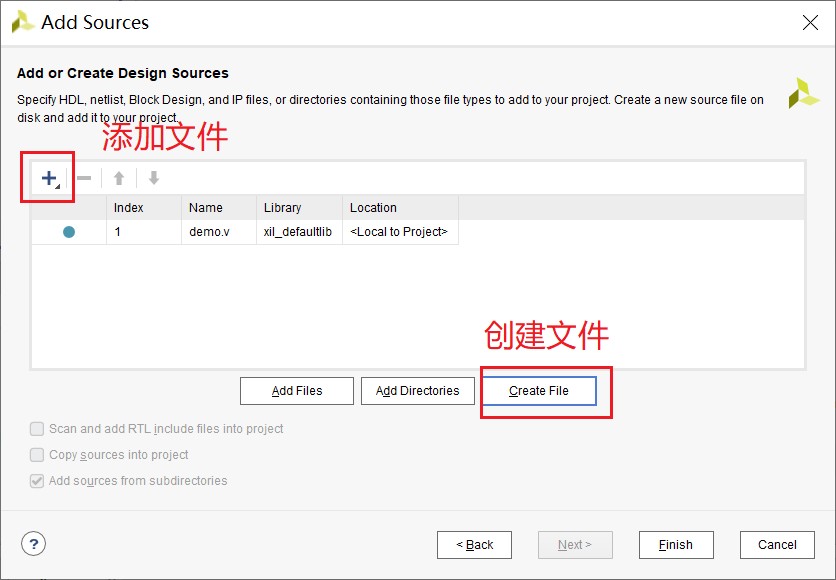 Add Sources
Add or Create Design Sources
Specify HDL, netlist, Block Design, and IP files, or directories containing those file types to add to your project. Create a new source file on
disk and add it to your project.
添加文件
Index Name Library Location
1 demo.v xil_defaultlib <Local to Project>
创建文件
Add Files Add Directories Create File
Scan and add RTL include files into project
Copy sources into project
Add sources from subdirectories
? < Back Next > Finish Cancel